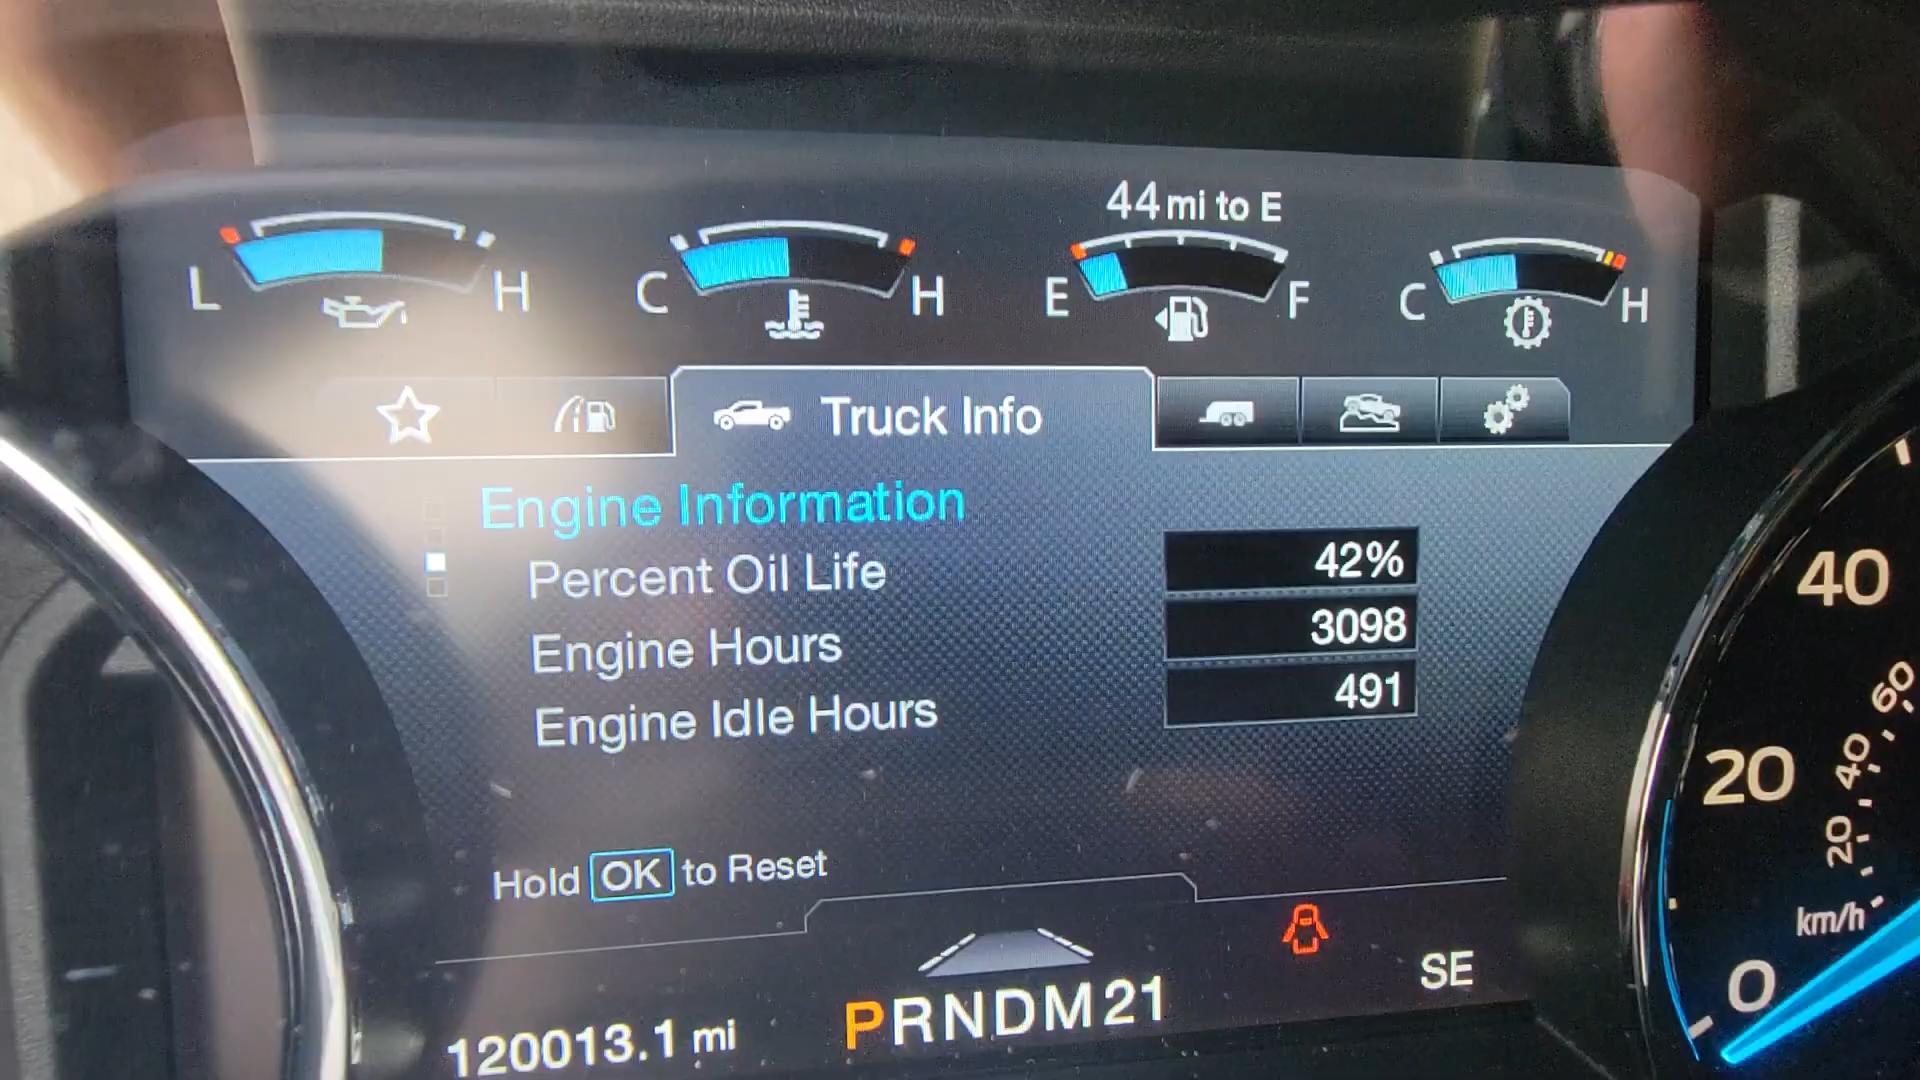 44 mi to E
L H C H E F C H
Truck Info
Engine Information
Percent Oil Life 42%
Engine Hours 3098
Engine Idle Hours 491
Hold OK to Reset
SE
PRNDM21
120013.1 mi
40
20
0
60
40
20
km/h